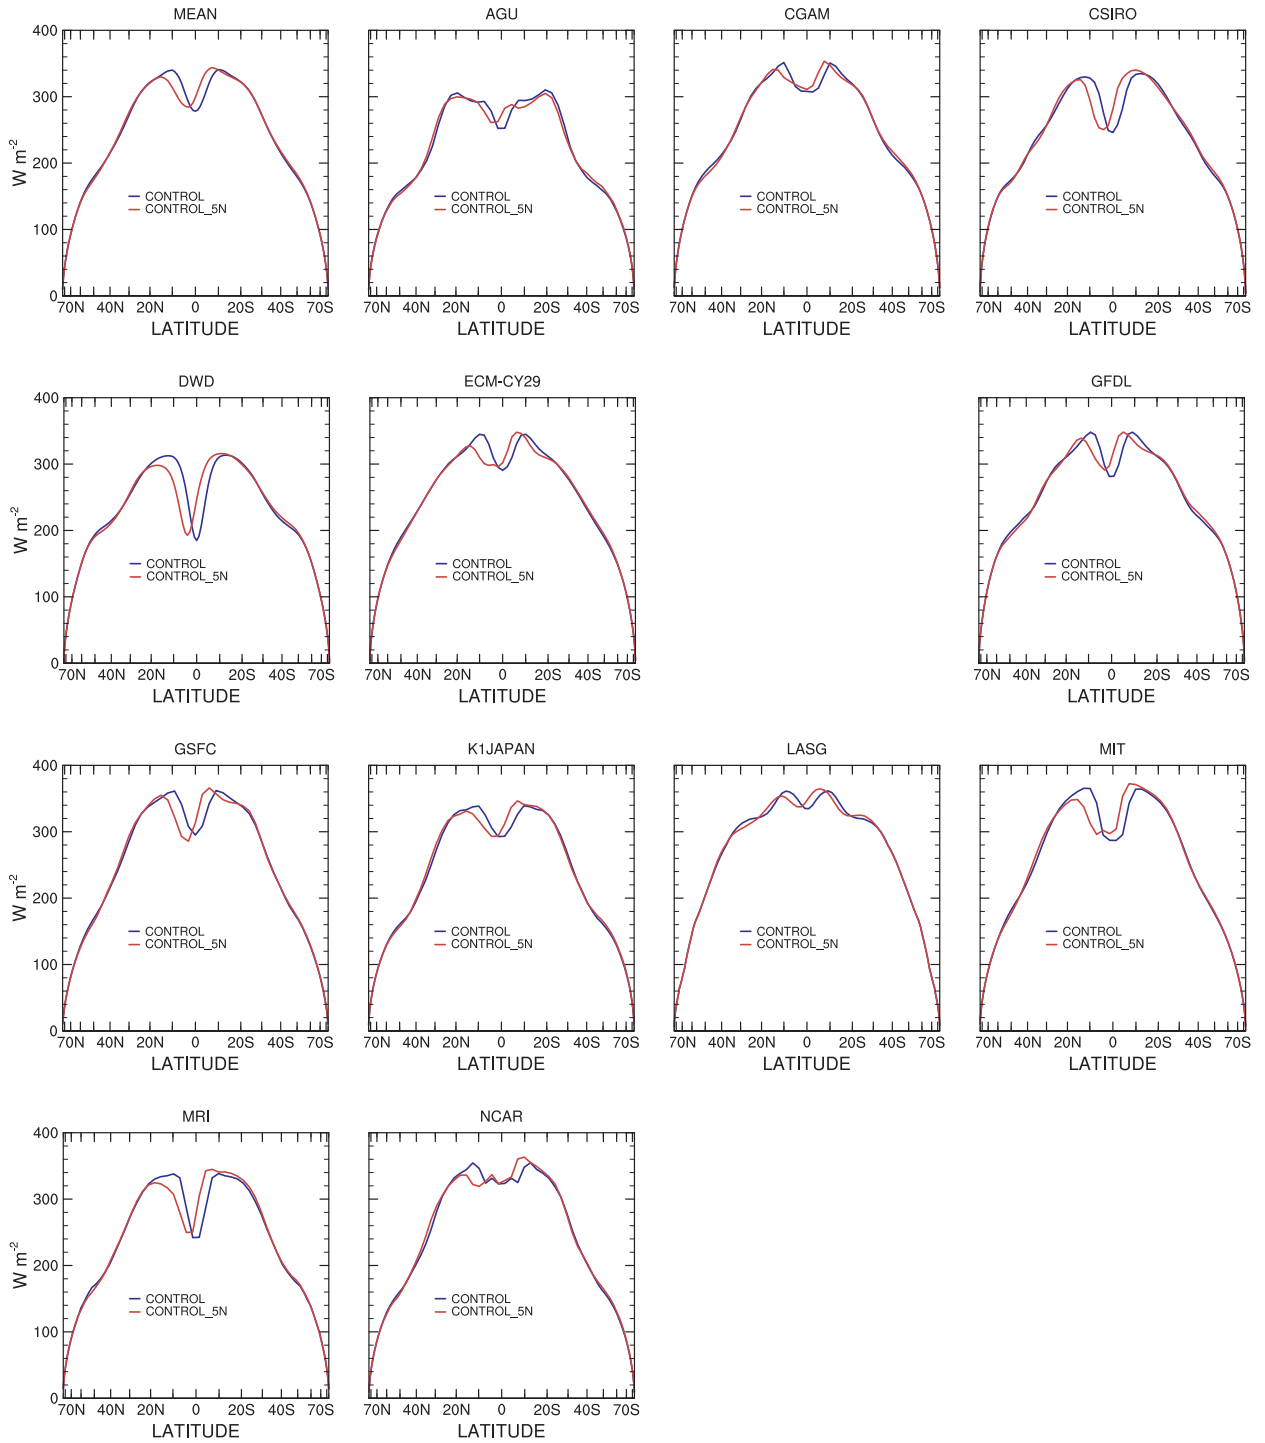 MEAN AGU CGAM CSIRO
400
300
200
100
0
W m-2
CONTROL CONTROL CONTROL CONTROL
CONTROL_5N CONTROL_5N CONTROL_5N CONTROL_5N
70N 40N 20N 0 20S 40S 70S 70N 40N 20N 0 20S 40S 70S 70N 40N 20N 0 20S 40S 70S 70N 40N 20N 0 20S 40S 70S
LATITUDE LATITUDE LATITUDE LATITUDE
DWD ECM-CY29 GFDL
400
300
200
100
0
W m-2
CONTROL CONTROL CONTROL
CONTROL_5N CONTROL_5N CONTROL_5N
70N 40N 20N 0 20S 40S 70S 70N 40N 20N 0 20S 40S 70S 70N 40N 20N 0 20S 40S 70S
LATITUDE LATITUDE LATITUDE
GSFC K1JAPAN LASG MIT
400
300
200
100
0
W m-2
CONTROL CONTROL CONTROL CONTROL
CONTROL_5N CONTROL_5N CONTROL_5N CONTROL_5N
70N 40N 20N 0 20S 40S 70S 70N 40N 20N 0 20S 40S 70S 70N 40N 20N 0 20S 40S 70S 70N 40N 20N 0 20S 40S 70S
LATITUDE LATITUDE LATITUDE LATITUDE
MRI NCAR
400
300
200
100
0
W m-2
CONTROL CONTROL
CONTROL_5N CONTROL_5N
70N 40N 20N 0 20S 40S 70S 70N 40N 20N 0 20S 40S 70S
LATITUDE LATITUDE